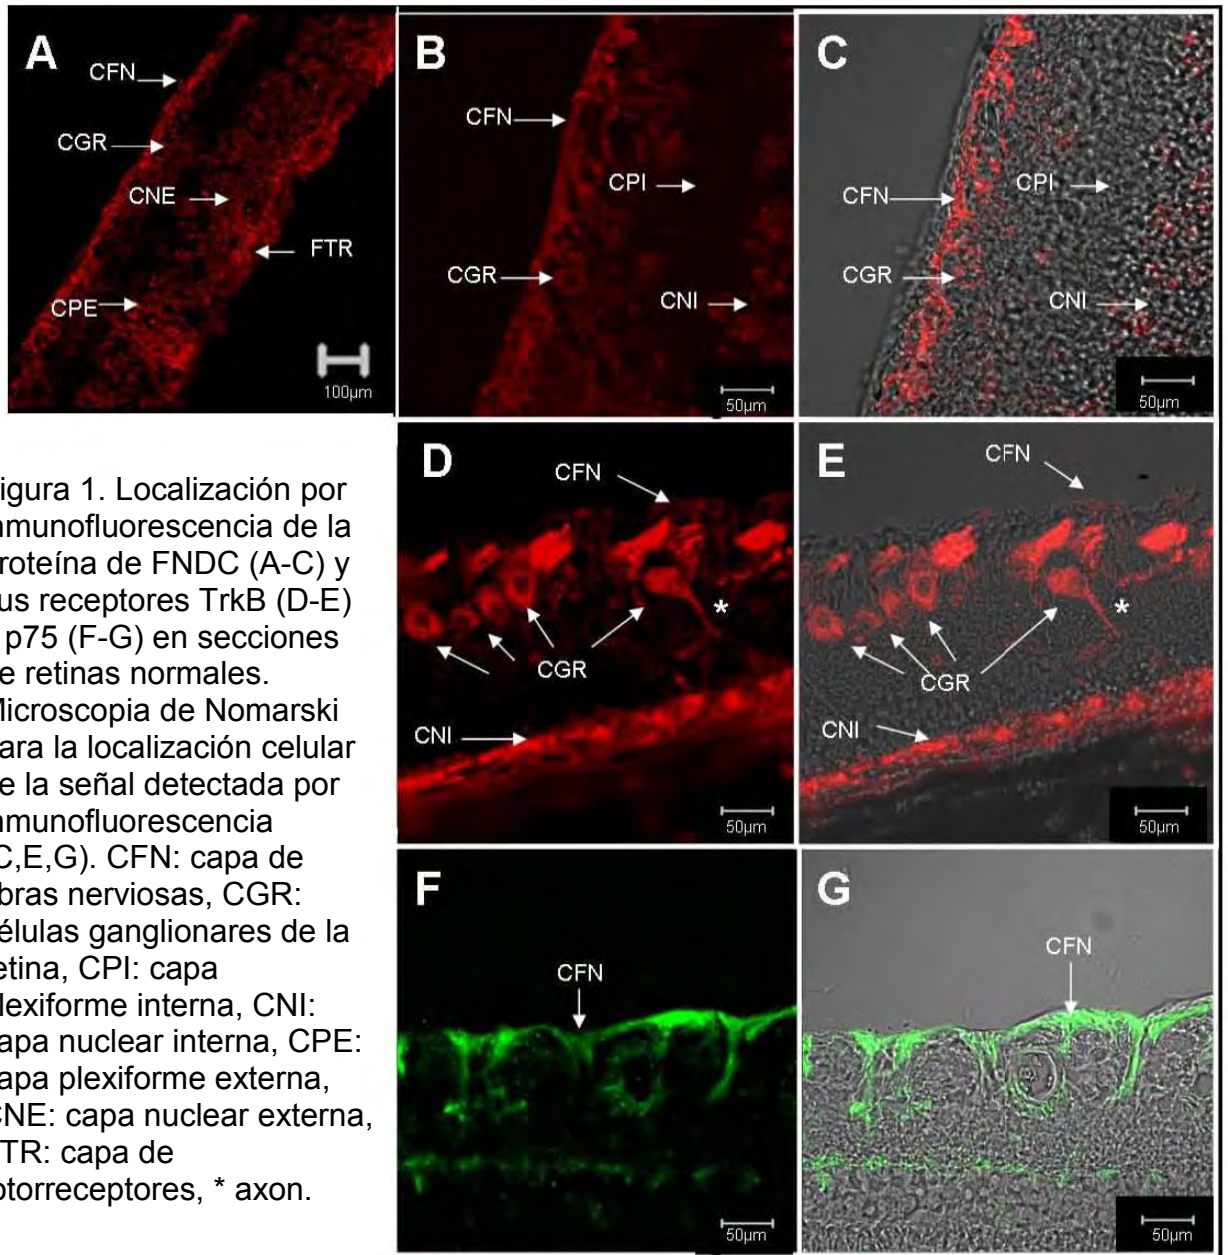 A
CFN
CGR
CNE
FTR
CPE
100µm
B
CFN
CPI
CGR
CNI
50µm
C
CFN
CPI
CGR
CNI
50µm
igura 1. Localización por
nmunofluorescencia de la
roteína de FNDC (A-C) y
us receptores TrkB (D-E)
p75 (F-G) en secciones
e retinas normales.
Microscopia de Nomarski
ara la localización celular
e la señal detectada por
nmunofluorescencia
C,E,G). CFN: capa de
bras nerviosas, CGR:
élulas ganglionares de la
etina, CPI: capa
lexiforme interna, CNI:
apa nuclear interna, CPE:
apa plexiforme externa,
CNE: capa nuclear externa,
TR: capa de
otorreceptores, * axon.
D
CFN
*
CGR
CNI
50µm
E
CFN
*
CGR
CNI
50µm
F
CFN
50µm
G
CFN
50µm